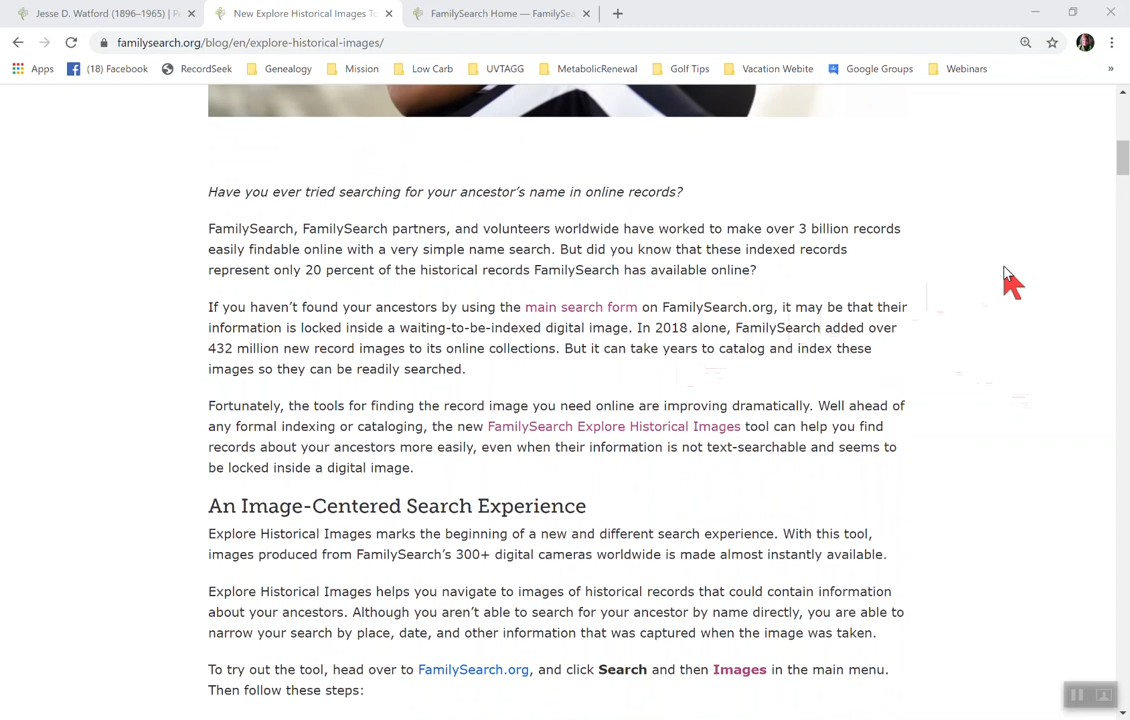 Jesse D. Watford (1896–1965) | P
New Explore Historical Images To
FamilySearch Home — FamilySea
familysearch.org/blog/en/explore-historical-images/
Apps
(18) Facebook
RecordSeek
Genealogy
Mission
Low Carb
UVTAGG
MetabolicRenewal
Golf Tips
Vacation Webite
Google Groups
Webinars
»
Have you ever tried searching for your ancestor's name in online records?
FamilySearch, FamilySearch partners, and volunteers worldwide have worked to make over 3 billion records
easily findable online with a very simple name search. But did you know that these indexed records
represent only 20 percent of the historical records FamilySearch has available online?
If you haven't found your ancestors by using the main search form on FamilySearch.org, it may be that their
information is locked inside a waiting-to-be-indexed digital image. In 2018 alone, FamilySearch added over
432 million new record images to its online collections. But it can take years to catalog and index these
images so they can be readily searched.
Fortunately, the tools for finding the record image you need online are improving dramatically. Well ahead of
any formal indexing or cataloging, the new FamilySearch Explore Historical Images tool can help you find
records about your ancestors more easily, even when their information is not text-searchable and seems to
be locked inside a digital image.
An Image-Centered Search Experience
Explore Historical Images marks the beginning of a new and different search experience. With this tool,
images produced from FamilySearch's 300+ digital cameras worldwide is made almost instantly available.
Explore Historical Images helps you navigate to images of historical records that could contain information
about your ancestors. Although you aren't able to search for your ancestor by name directly, you are able to
narrow your search by place, date, and other information that was captured when the image was taken.
To try out the tool, head over to FamilySearch.org, and click Search and then Images in the main menu.
Then follow these steps: